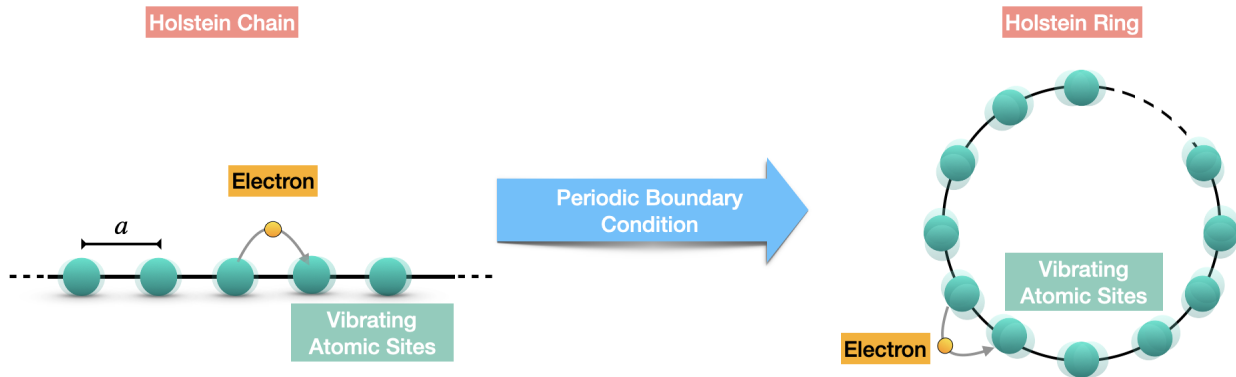 Holstein Chain
Holstein Ring
Electron
a
Periodic Boundary
Condition
Vibrating
Atomic Sites
Vibrating
Atomic Sites
Electron